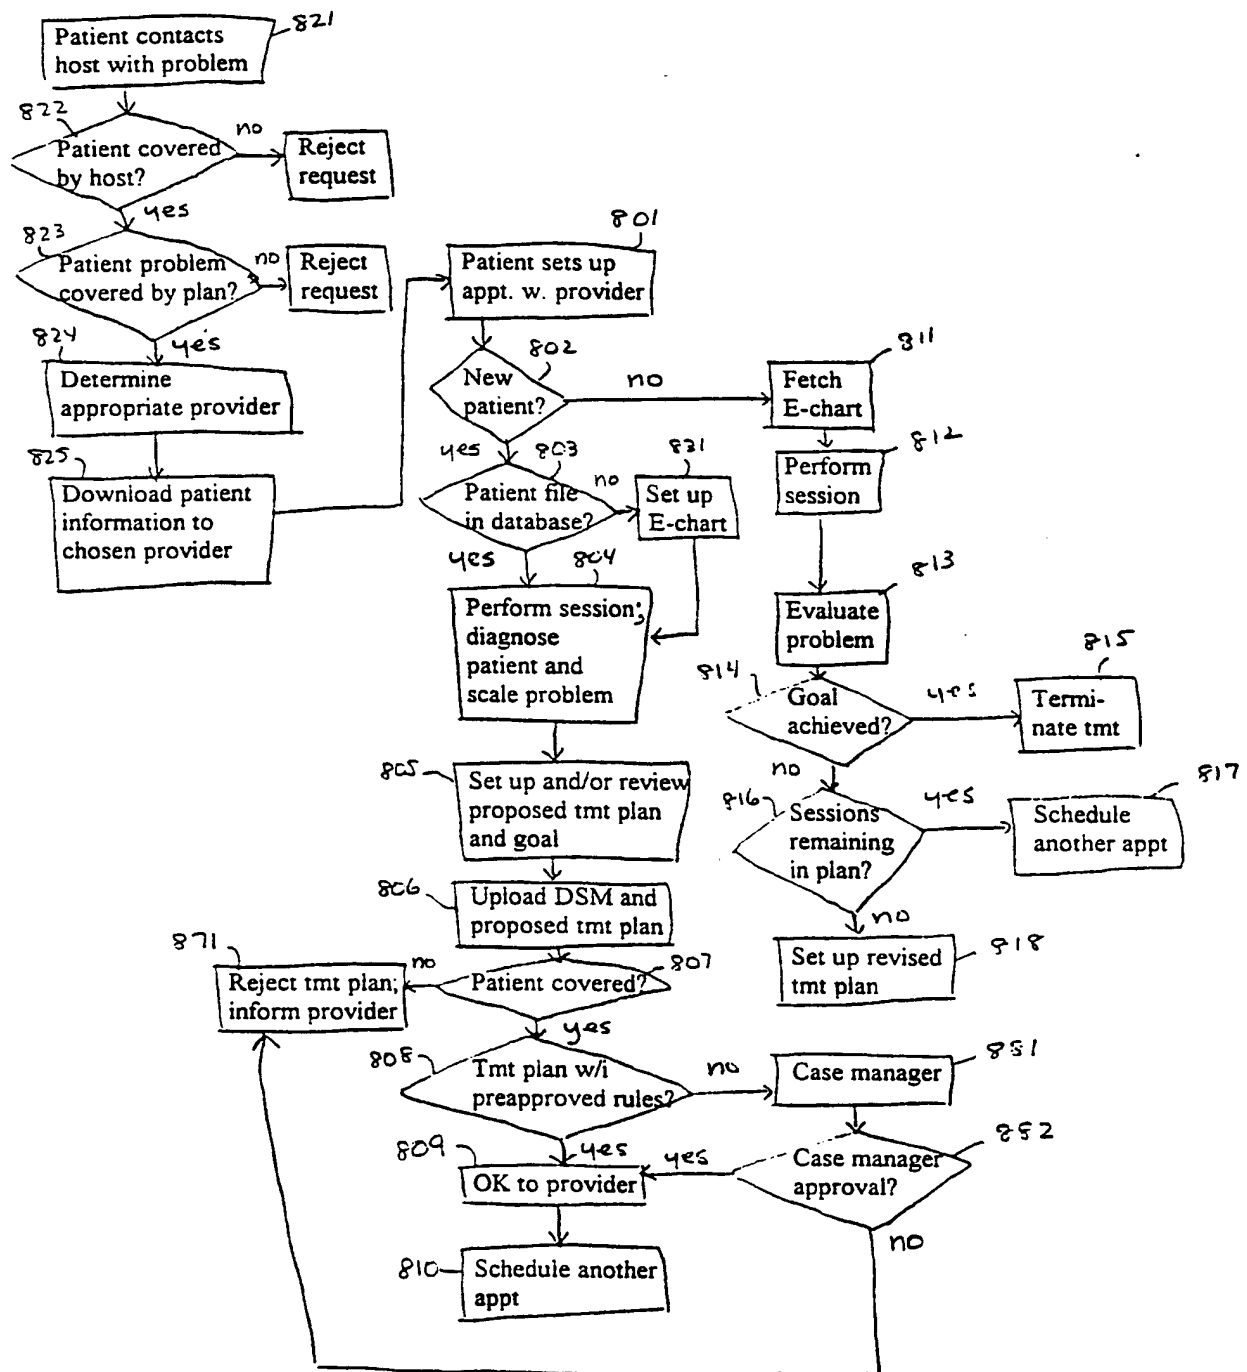 821
Patient contacts
host with problem
822
Patient covered
by host?
no
Reject
request
yes
823
Patient problem
covered by plan?
no
Reject
request
yes
824
Determine
appropriate provider
825
Download patient
information to
chosen provider
801
Patient sets up
appt. w. provider
802
New
patient?
no
yes
803
Patient file
in database?
no
831
Set up
E-chart
yes
804
Perform session;
diagnose
patient and
scale problem
805
Set up and/or review
proposed tmt plan
and goal
806
Upload DSM and
proposed tmt plan
807
Patient covered?
no
871
Reject tmt plan;
inform provider
yes
808
Tmt plan w/i
preapproved rules?
no
yes
809
OK to provider
810
Schedule another
appt
811
Fetch
E-chart
812
Perform
session
813
Evaluate
problem
814
Goal
achieved?
yes
815
Termi-
nate tmt
no
816
Sessions
remaining
in plan?
yes
817
Schedule
another appt
no
818
Set up revised
tmt plan
881
Case manager
882
Case manager
approval?
yes
no